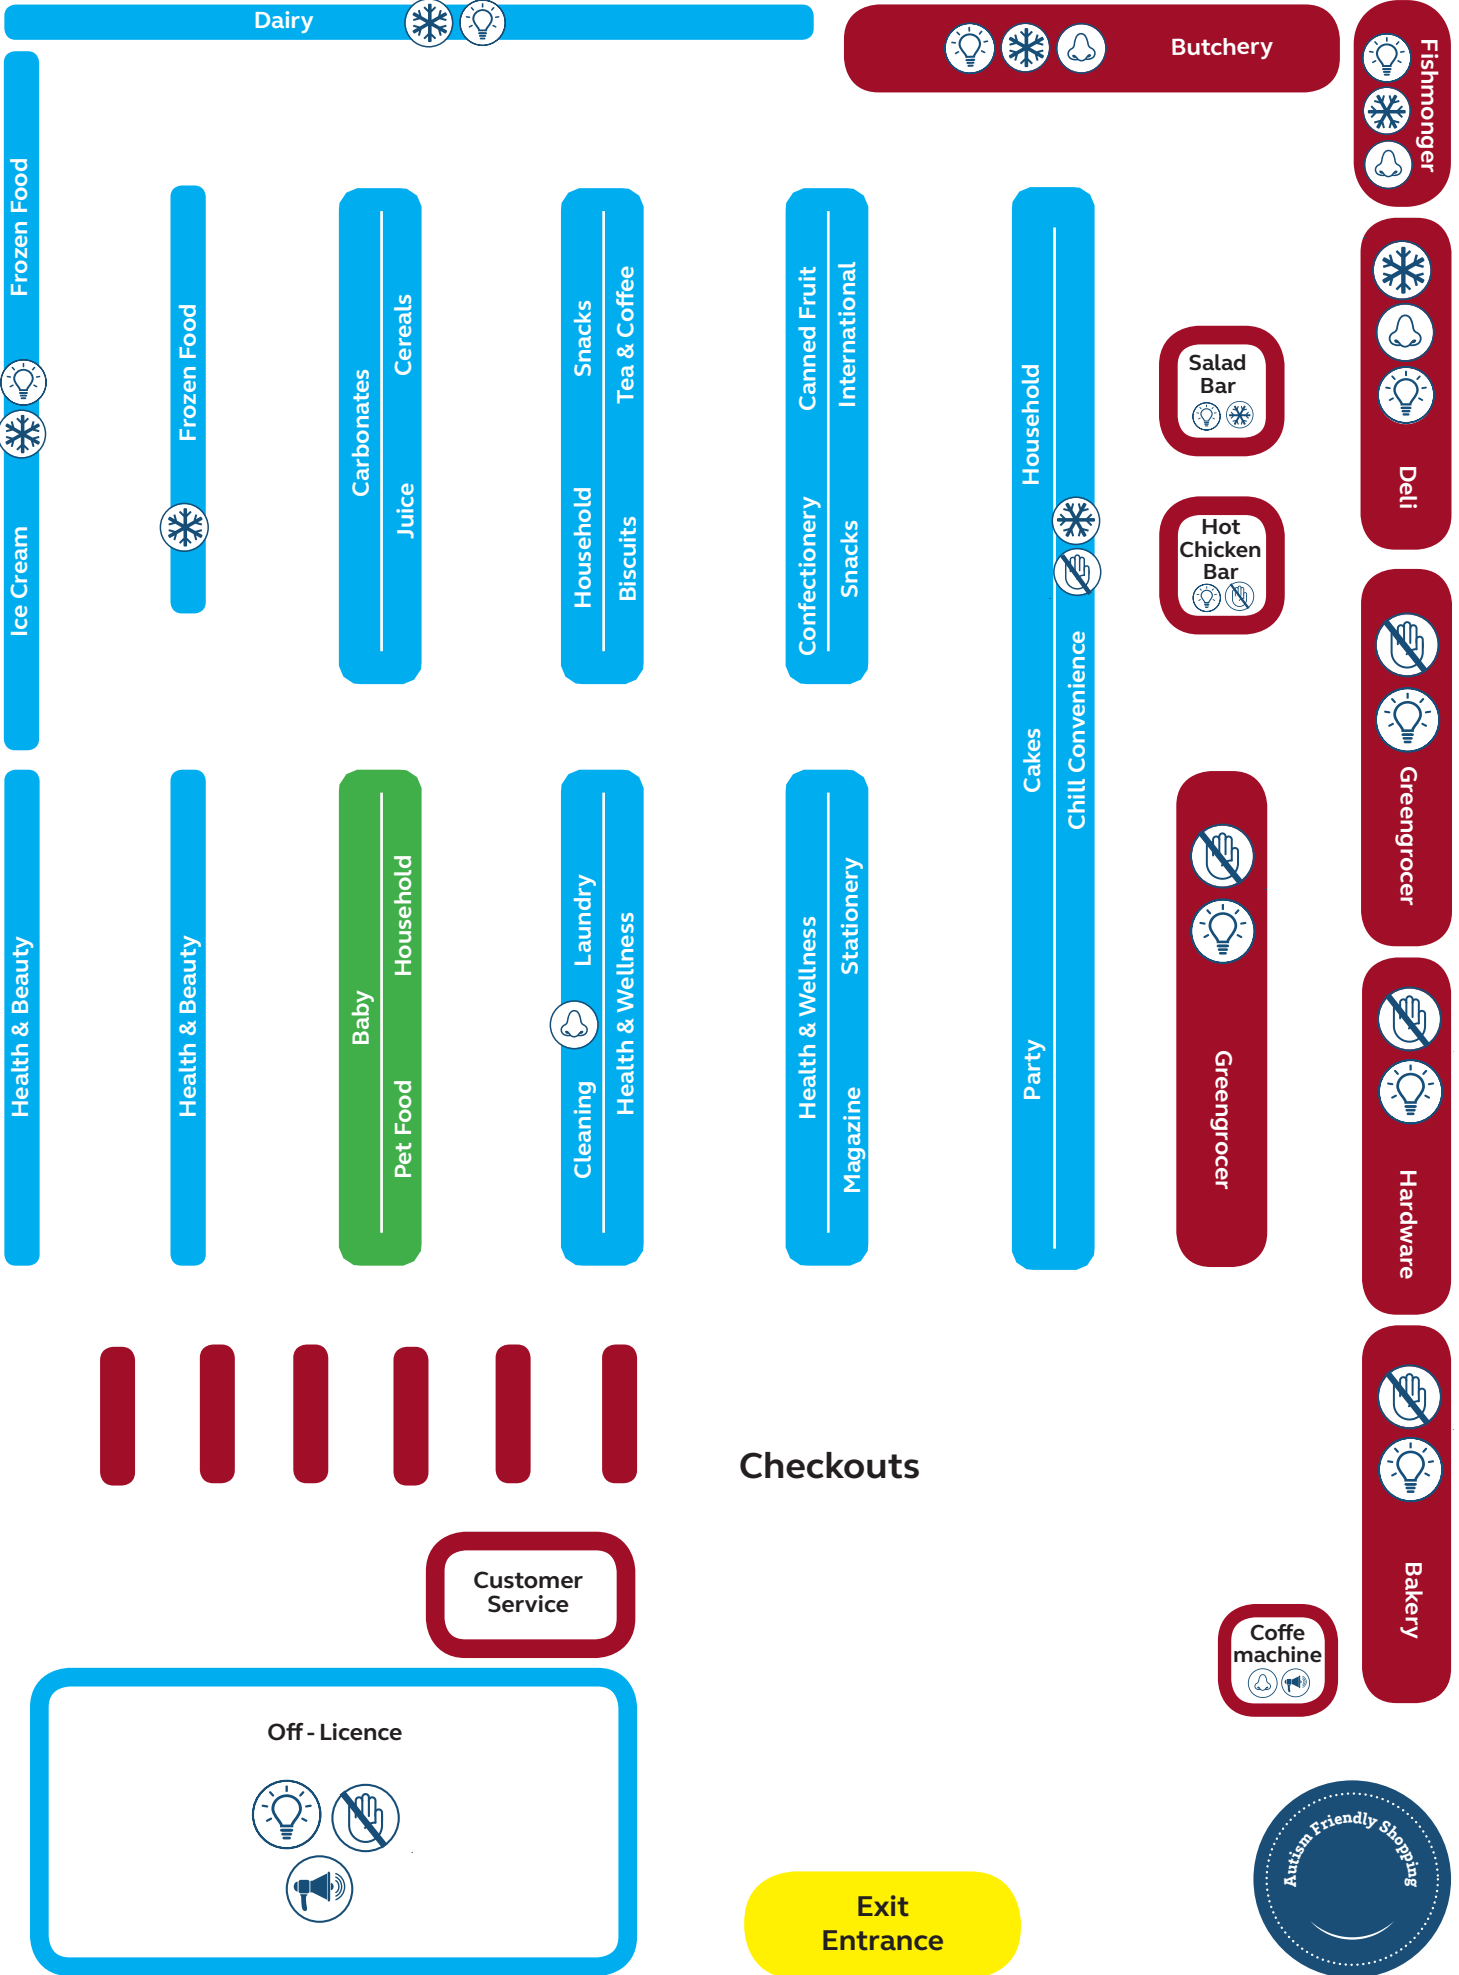 Dairy
Butchery
Fishmonger
Frozen Food
Ice Cream
Frozen Food
Carbonates
Cereals
Juice
Snacks
Household
Tea & Coffee
Biscuits
Canned Fruit
Confectionery
International
Snacks
Household
Cakes
Party
Chill Convenience
Salad
Bar
Hot
Chicken
Bar
Deli
Greengrocer
Health & Beauty
Health & Beauty
Baby
Household
Pet Food
Laundry
Cleaning
Health & Wellness
Health & Wellness
Stationery
Magazine
Greengrocer
Hardware
Checkouts
Bakery
Customer
Service
Coffe
machine
Off - Licence
Autism Friendly Shopping
Exit
Entrance